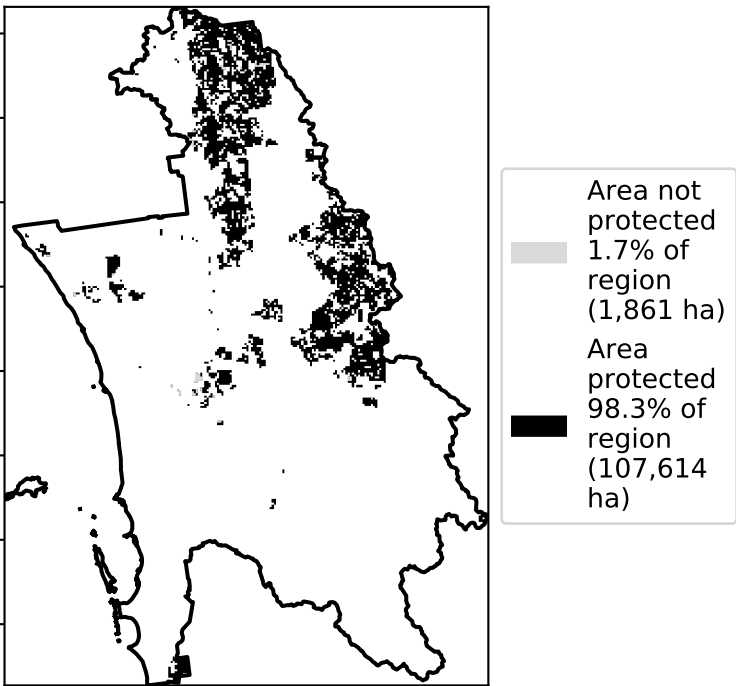 Area not
protected
1.7% of
region
(1,861 ha)
Area
protected
98.3% of
region
(107,614
ha)